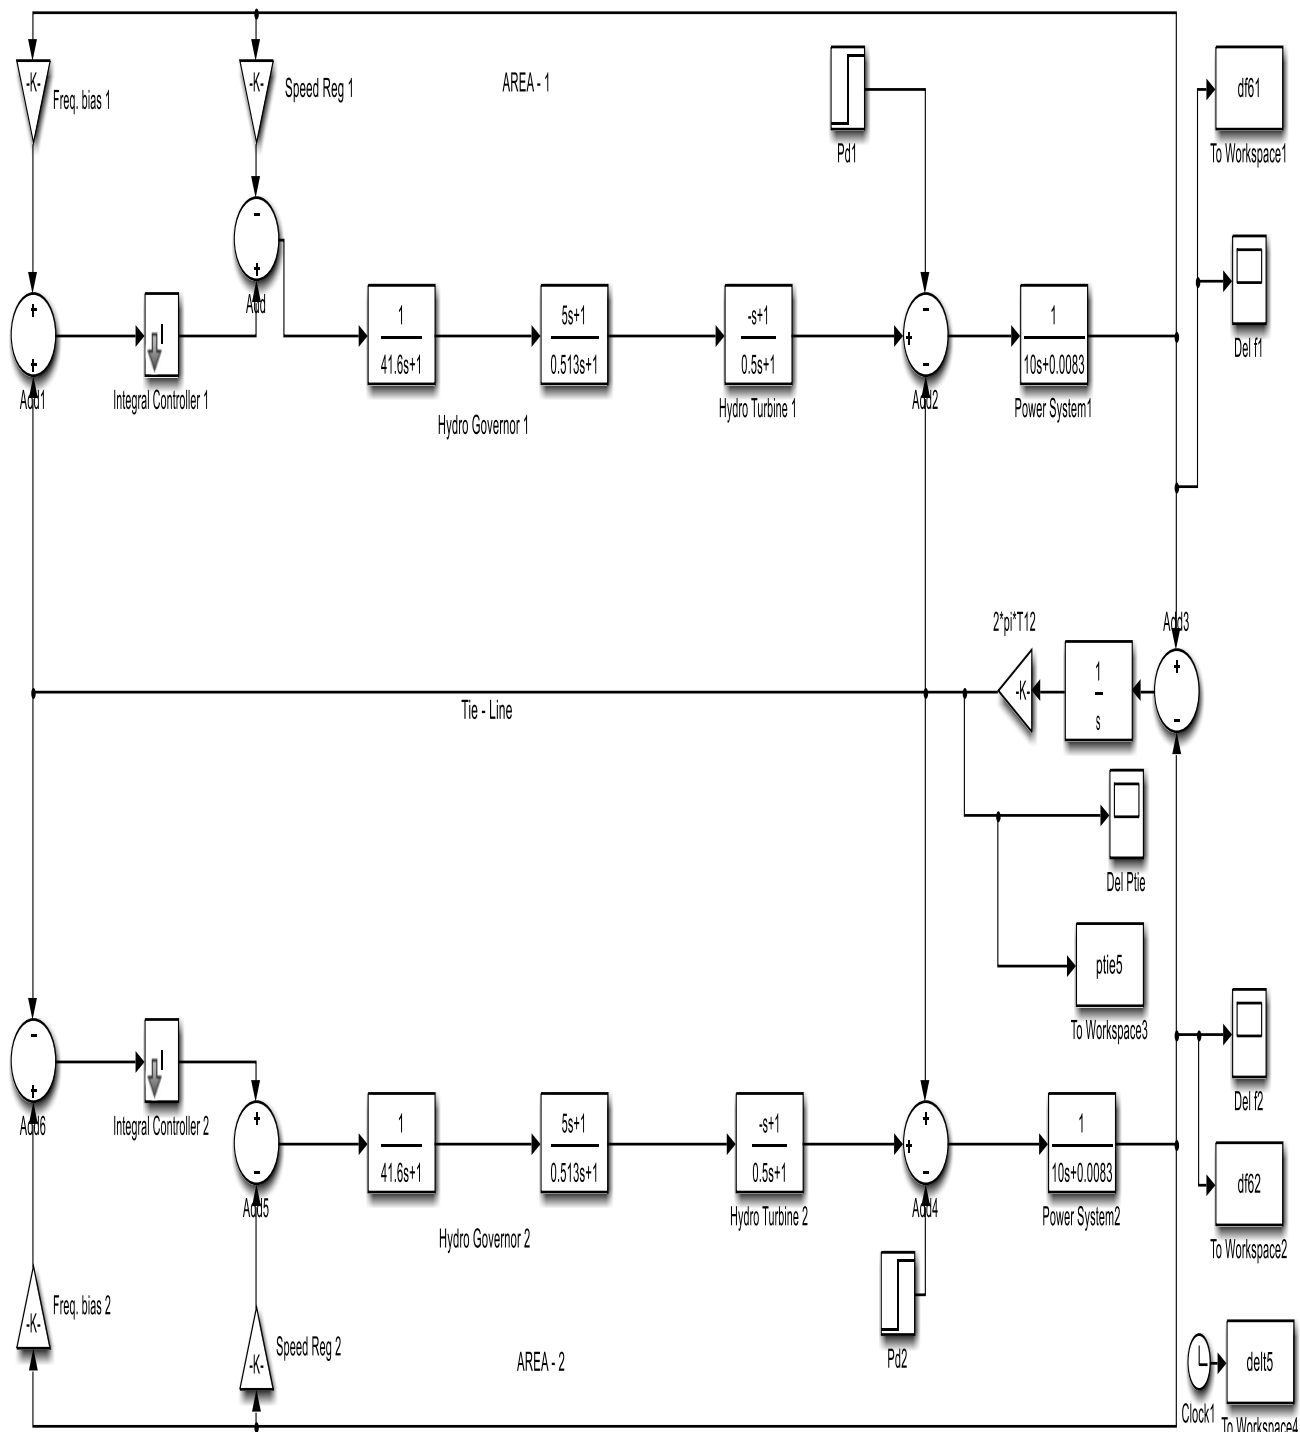 -K-
Freq. bias 1
-K-
Speed Reg 1
AREA - 1
Pd1
df61
To Workspace1
-
+
Add
+
+
Add1
I
Integral Controller 1
1
41.6s+1
5s+1
0.513s+1
Hydro Governor 1
-s+1
0.5s+1
Hydro Turbine 1
-
+
-
Add2
1
10s+0.0083
Power System1
Del f1
2*pi*T12
-K-
1
s
Add3
+
-
Tie - Line
Del Ptie
ptie5
To Workspace3
-
+
Add6
I
Integral Controller 2
+
-
Add5
1
41.6s+1
5s+1
0.513s+1
Hydro Governor 2
-s+1
0.5s+1
Hydro Turbine 2
+
+
-
Add4
1
10s+0.0083
Power System2
Del f2
df62
To Workspace2
-K-
Freq. bias 2
-K-
Speed Reg 2
AREA - 2
Pd2
Clock1
delt5
To Workspace4